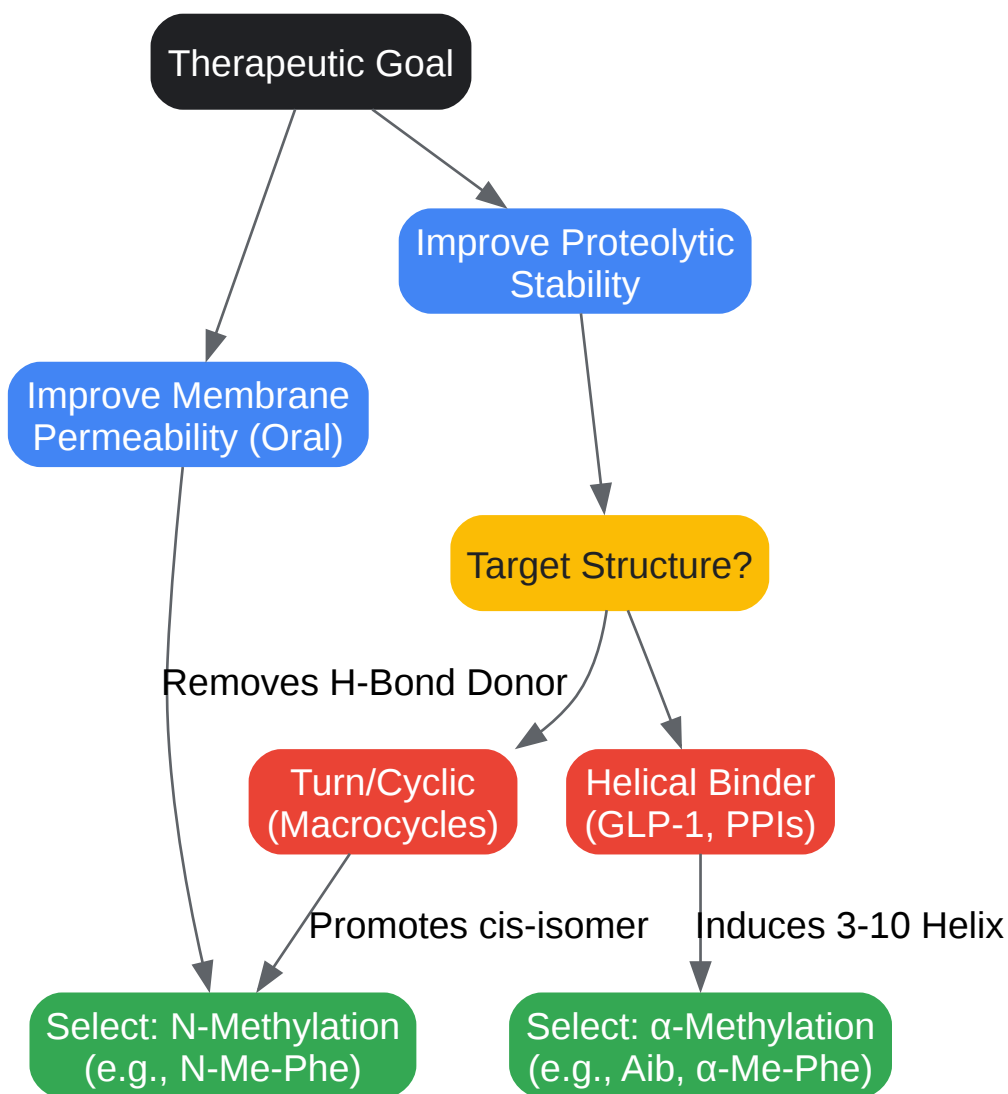 Therapeutic Goal
Improve Proteolytic
Stability
Improve Membrane
Permeability (Oral)
Target Structure?
Removes H-Bond Donor
Turn/Cyclic
(Macrocycles)
Helical Binder
(GLP-1, PPIs)
Promotes cis-isomer
Induces 3-10 Helix
Select: N-Methylation
(e.g., N-Me-Phe)
Select: α-Methylation
(e.g., Aib, α-Me-Phe)